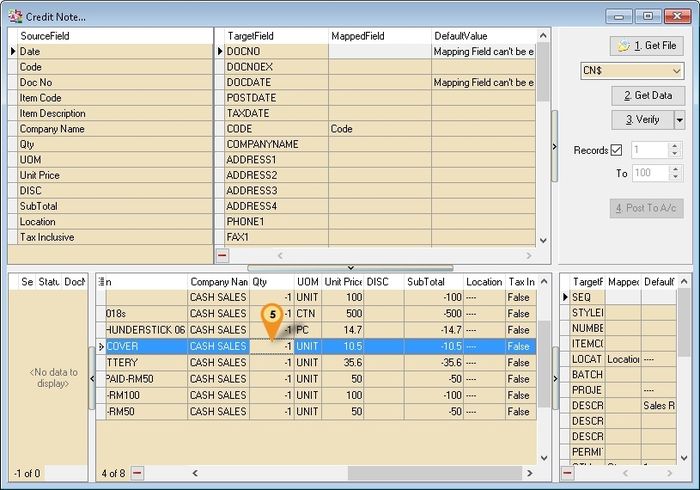 Credit Note...
SourceField
Date
Code
Doc No
Item Code
Item Description
Company Name
Qty
UOM
Unit Price
DISC
SubTotal
Location
Tax Inclusive
TargetField MappedField DefaultValue
DOCNO Mapping Field can't be e
DOCNOEX
DOCDATE Mapping Field can't be e
POSTDATE
TAXDATE
CODE Code
COMPANYNAME
ADDRESS1
ADDRESS2
ADDRESS3
ADDRESS4
PHONE1
FAX1
1. Get File
CN$
2. Get Data
3. Verify
Records 1
To 100
4. Post To A/c
Se Statu DocN
<No data to
display>
-1 of 0
n Company Nam Qty UOM Unit Price DISC SubTotal Location Tax In
CASH SALES -1 UNIT 100 -100 ---- False
018s CASH SALES -1 CTN 500 -500 ---- False
HUNDERSTICK 06 CASH SALES -1 PC 14.7 -14.7 ---- False
COVER CASH SALES -1 UNIT 10.5 -10.5 ---- False
TTERY CASH SALES -1 UNIT 35.6 -35.6 ---- False
PAID-RM50 CASH SALES -1 UNIT 50 -50 ---- False
-RM100 CASH SALES -1 UNIT 100 -100 ---- False
-RM50 CASH SALES -1 UNIT 50 -50 ---- False
5
4 of 8
TargetF Mapped Default
SEQ
STYLEI
NUMBE
ITEMCO
LOCAT Location ----
BATCH
PROJE ----
DESCR Sales R
DESCR
DESCR
DESCR